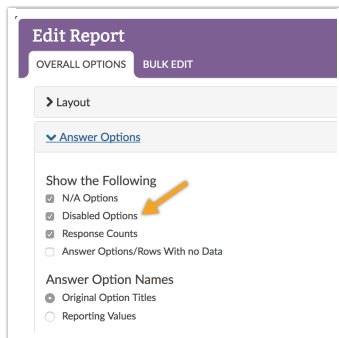 Edit Report
OVERALL OPTIONS BULK EDIT
Layout
Answer Options
Show the Following
N/A Options
Disabled Options
Response Counts
Answer Options/Rows With no Data
Answer Option Names
Original Option Titles
Reporting Values